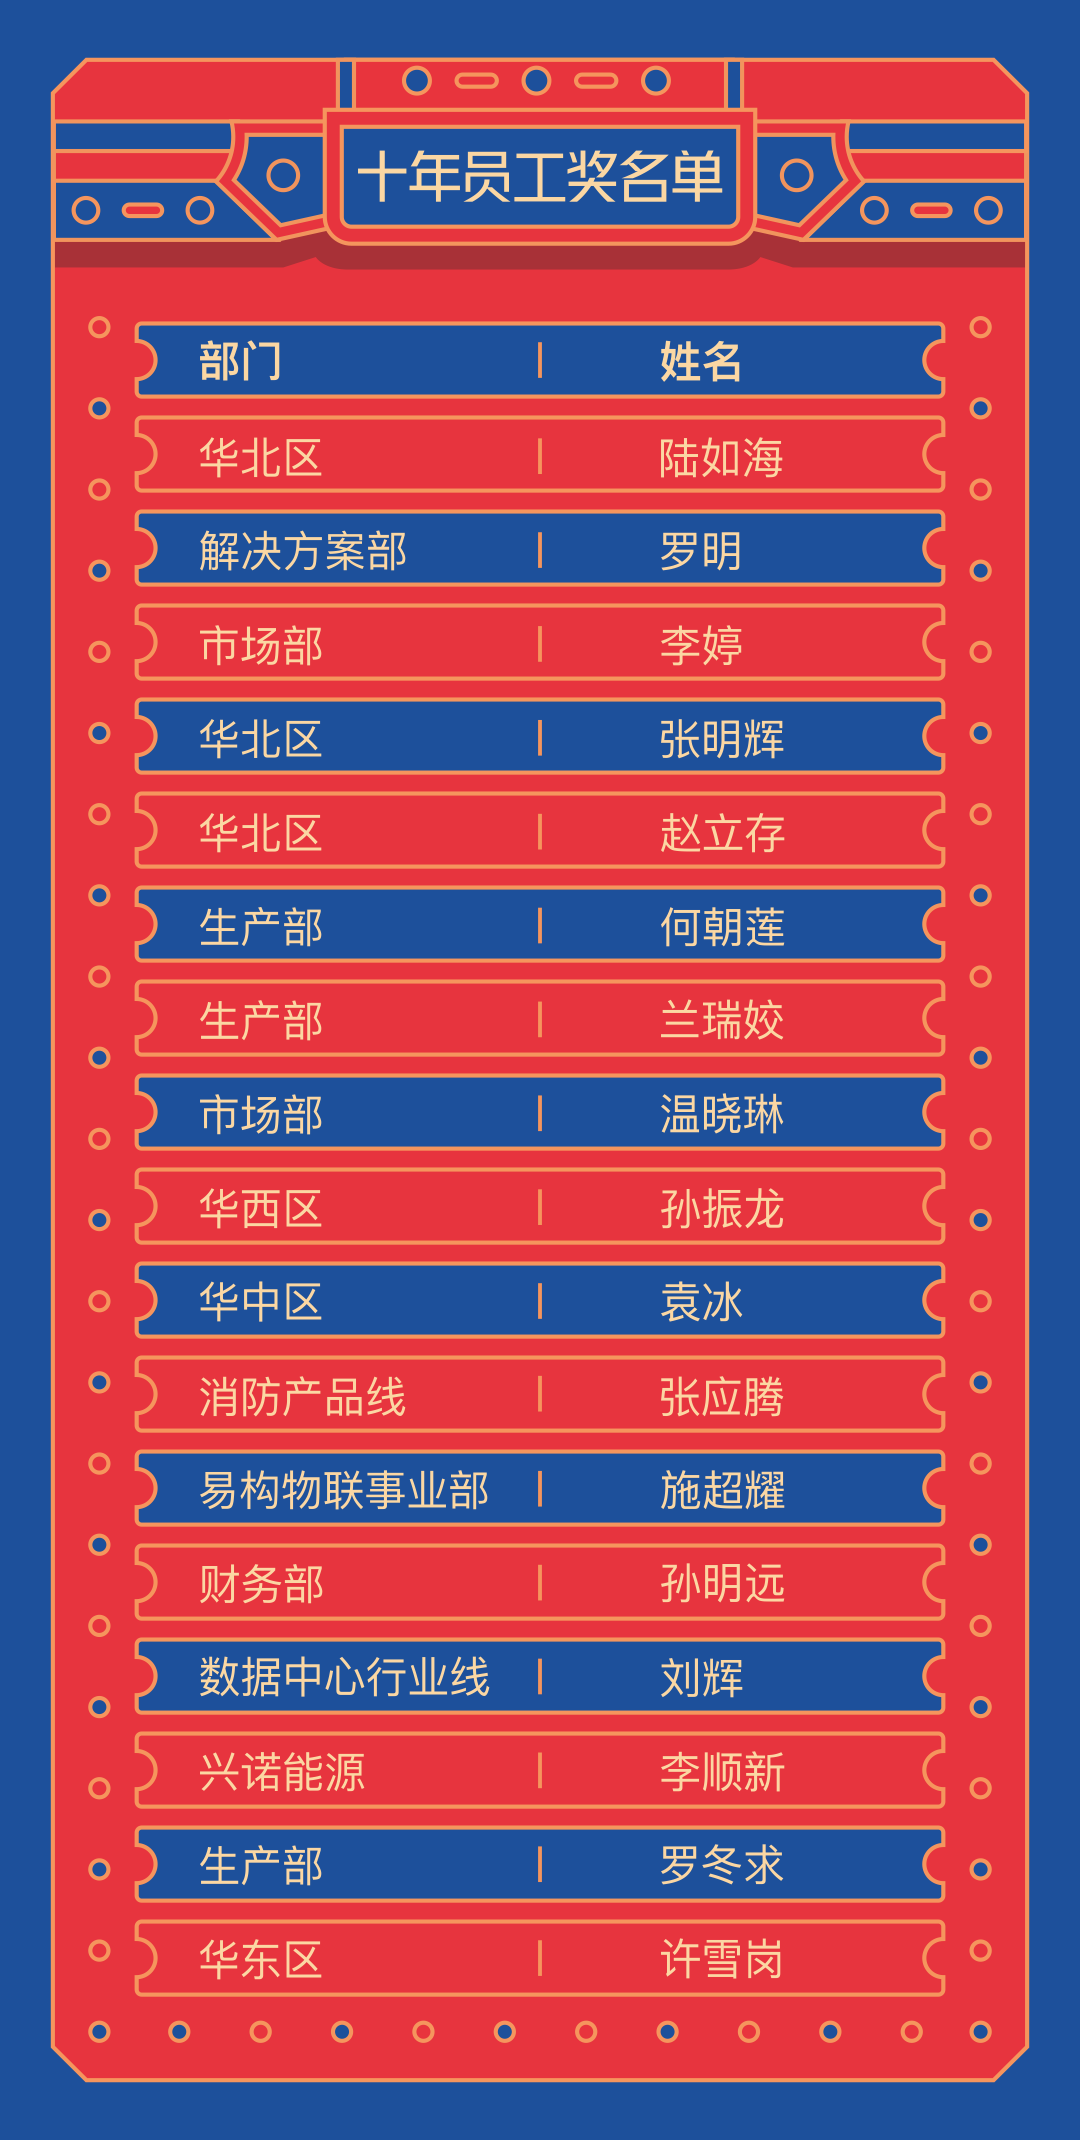 十年员工奖名单
部门 | 姓名
华北区 | 陆如海
解决方案部 | 罗明
市场部 | 李婷
华北区 | 张明辉
华北区 | 赵立存
生产部 | 何朝莲
生产部 | 兰瑞姣
市场部 | 温晓琳
华西区 | 孙振龙
华中区 | 袁冰
消防产品线 | 张应腾
易构物联事业部 | 施超耀
财务部 | 孙明远
数据中心行业线 | 刘辉
兴诺能源 | 李顺新
生产部 | 罗冬求
华东区 | 许雪岗